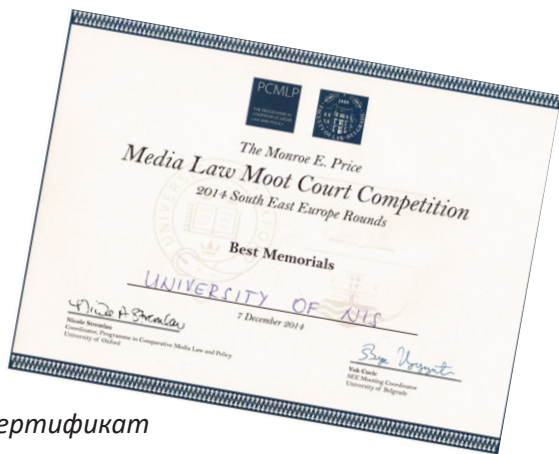 PCMLP
The Monroe E. Price
Media Law Moot Court Competition
2014 South East Europe Rounds
Best Memorials
UNIVERSITY OF NIS
7 December 2014
Nicole Stremlau
Coordinator, Programme in Comparative Media Law and Policy
University of Oxford
SEE Mooting Coordinator
University of Belgrade
ертификат